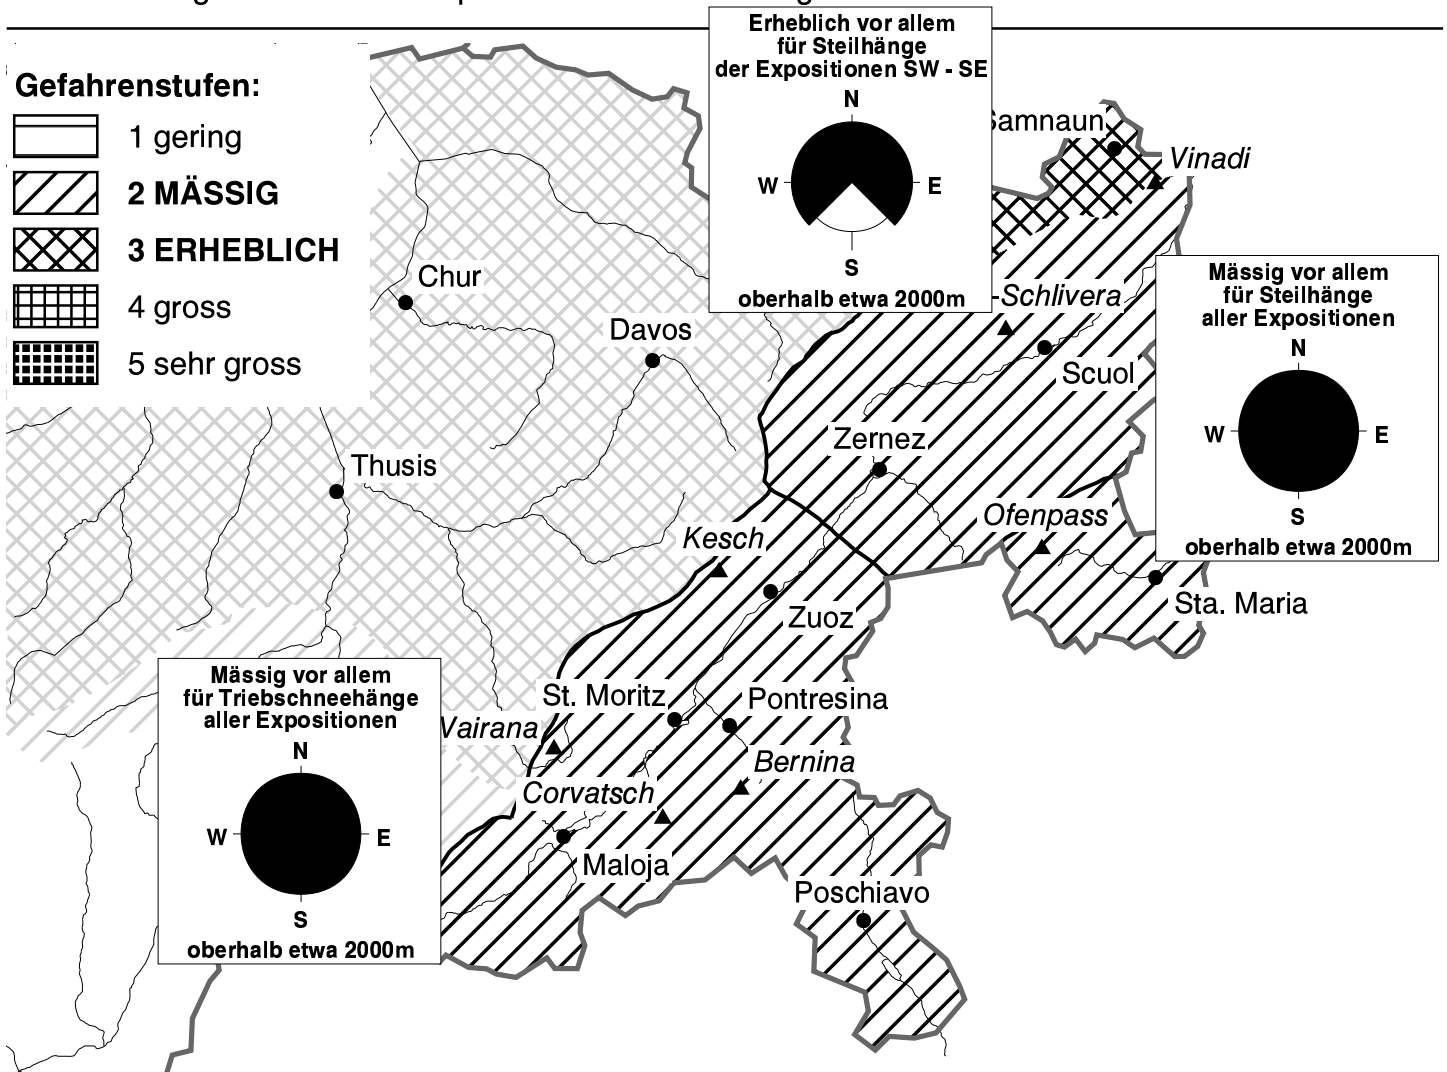 Gefahrenstufen:
1 gering
2 MÄSSIG
3 ERHEBLICH
4 gross
5 sehr gross
Erheblich vor allem
für Steilhänge
der Expositionen SW - SE
N
W
E
S
oberhalb etwa 2000m
Samnaun
Vinadi
Mässig vor allem
für Steilhänge
aller Expositionen
N
W
E
S
oberhalb etwa 2000m
Chur
Davos
-Schlivera
Scuol
Zernez
Thusis
Ofenpass
Kesch
Sta. Maria
Zuoz
Mässig vor allem
für Triebschneehänge
aller Expositionen
N
W
E
S
oberhalb etwa 2000m
St. Moritz
Pontresina
Vairana
Bernina
Corvatsch
Maloja
Poschiavo